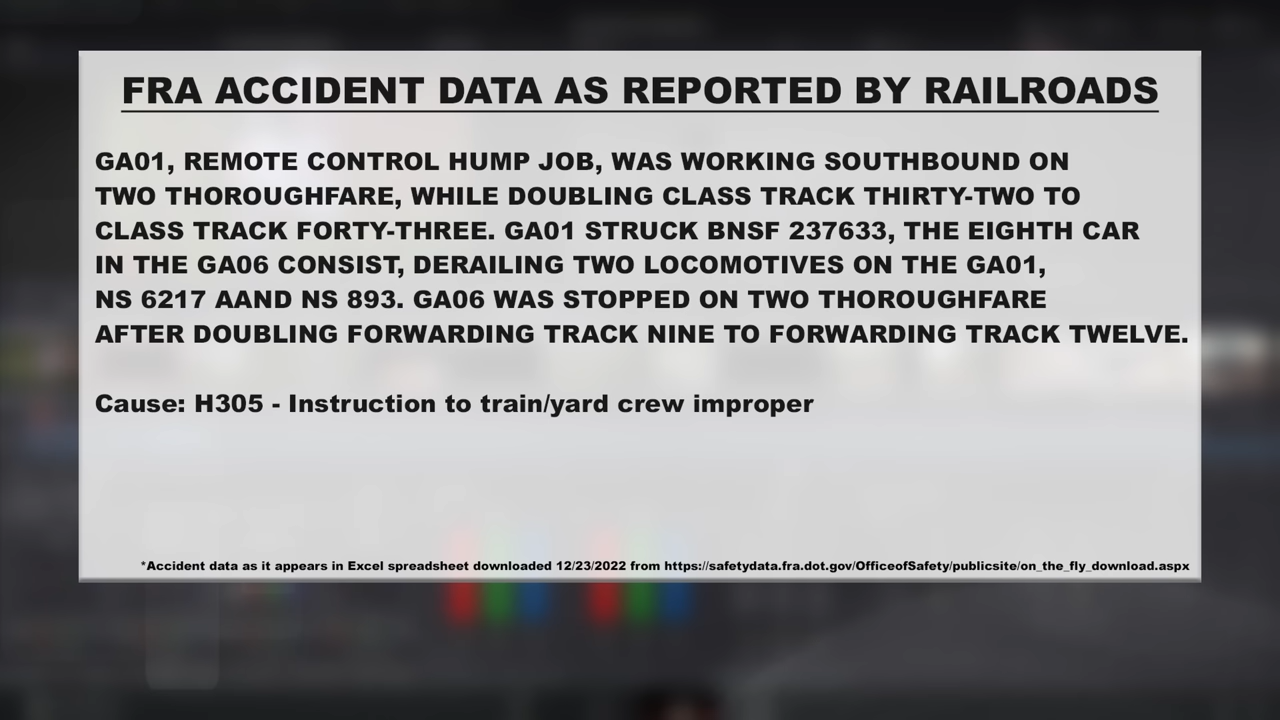 FRA ACCIDENT DATA AS REPORTED BY RAILROADS
GA01, REMOTE CONTROL HUMP JOB, WAS WORKING SOUTHBOUND ON
TWO THOROUGHFARE, WHILE DOUBLING CLASS TRACK THIRTY-TWO TO
CLASS TRACK FORTY-THREE. GA01 STRUCK BNSF 237633, THE EIGHTH CAR
IN THE GA06 CONSIST, DERAILING TWO LOCOMOTIVES ON THE GA01,
NS 6217 AAND NS 893. GA06 WAS STOPPED ON TWO THOROUGHFARE
AFTER DOUBLING FORWARDING TRACK NINE TO FORWARDING TRACK TWELVE.
Cause: H305 - Instruction to train/yard crew improper
*Accident data as it appears in Excel spreadsheet downloaded 12/23/2022 from https://safetydata.fra.dot.gov/OfficeofSafety/publicsite/on_the_fly_download.aspx